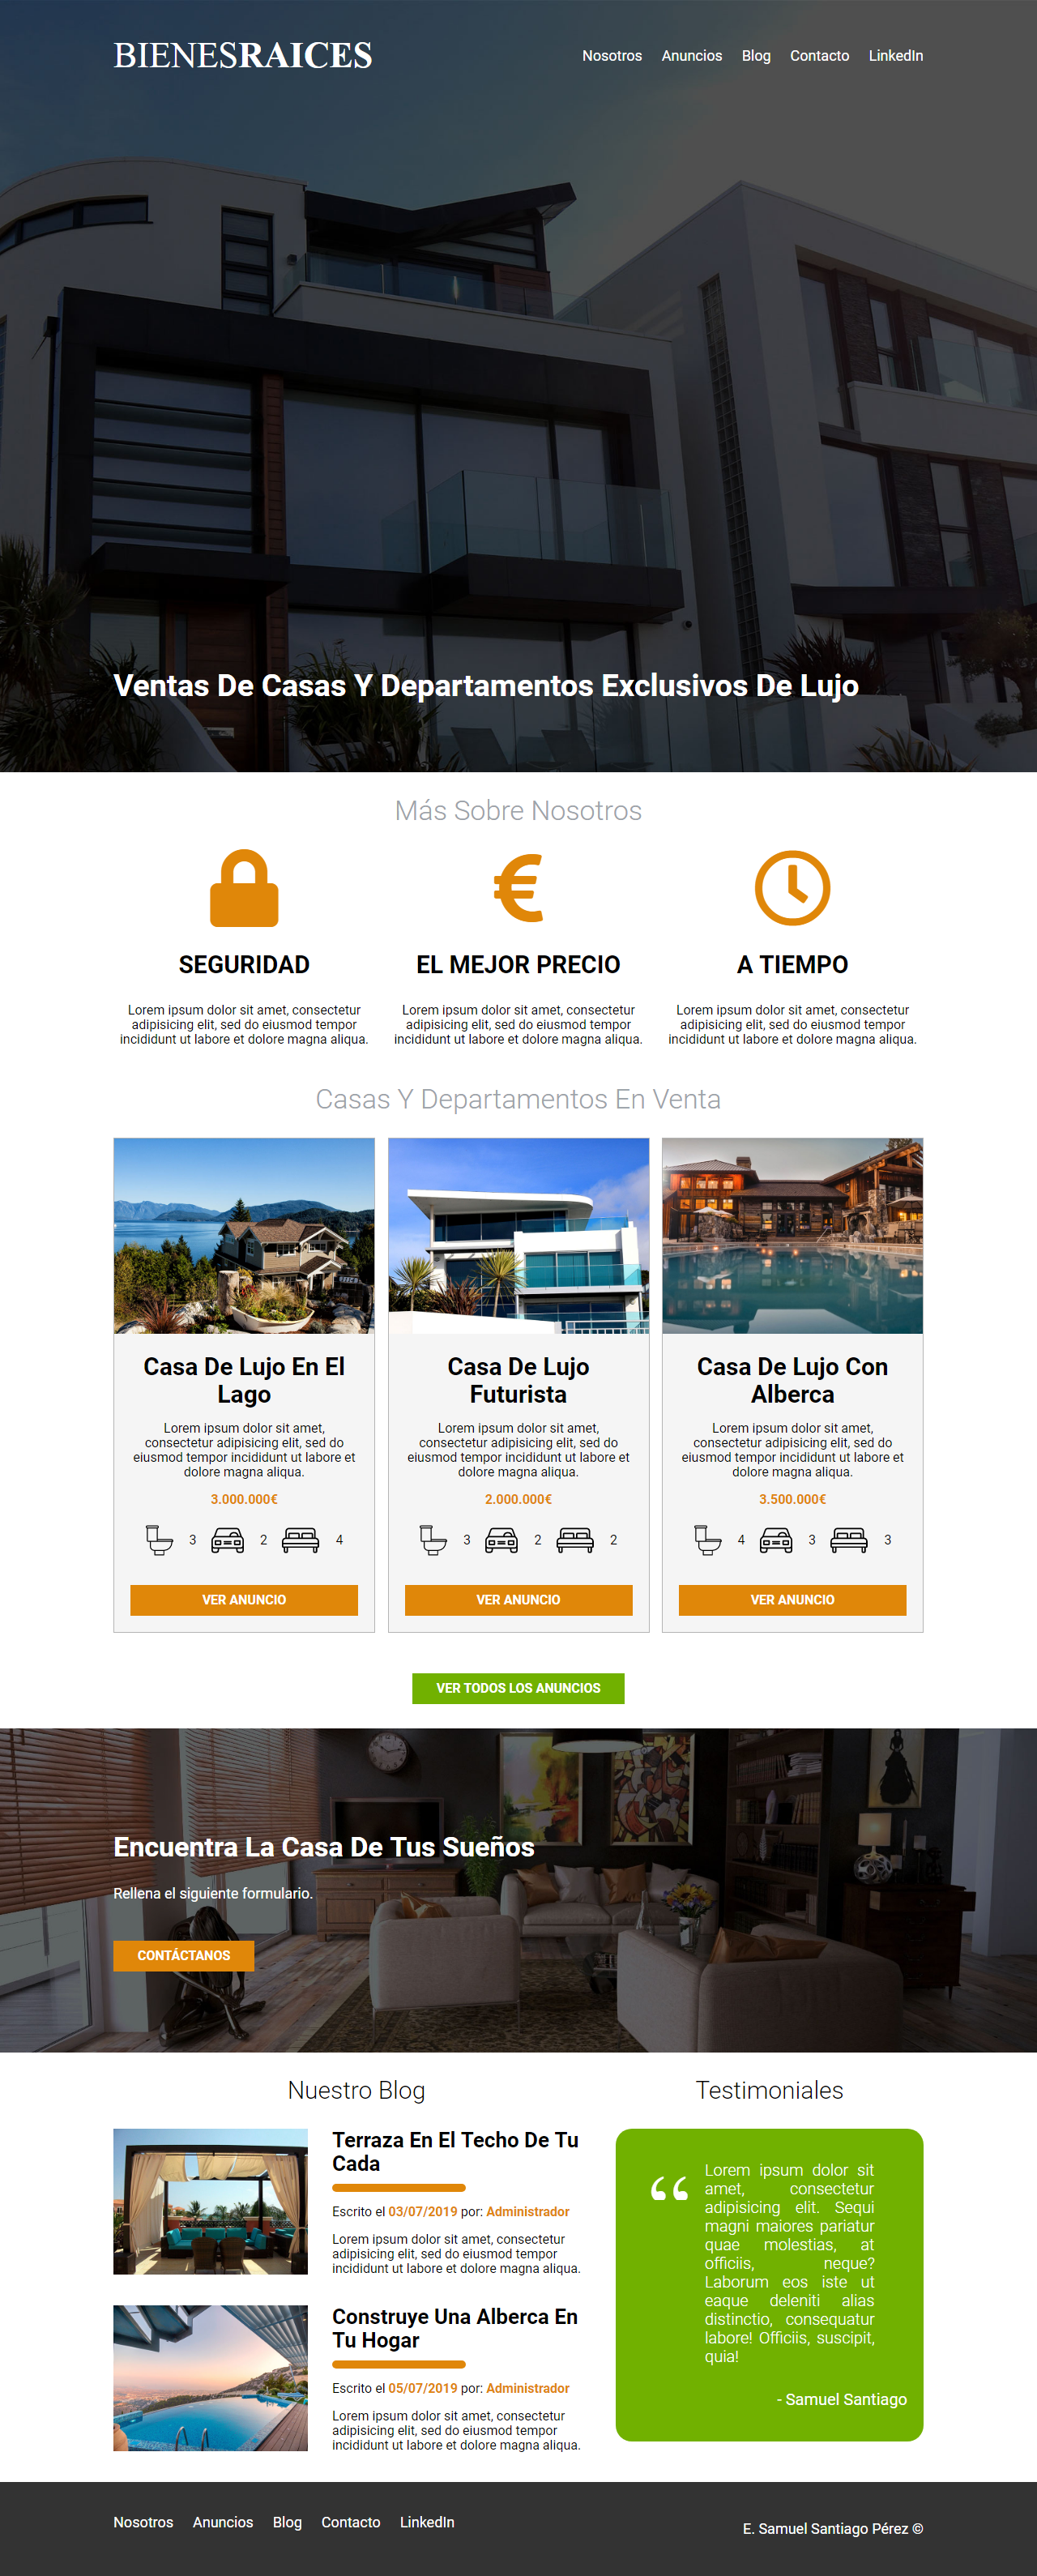 BIENESRAICES
Nosotros Anuncios Blog Contacto LinkedIn
Ventas De Casas Y Departamentos Exclusivos De Lujo
Más Sobre Nosotros
SEGURIDAD
Lorem ipsum dolor sit amet, consectetur
adipisicing elit, sed do eiusmod tempor
incididunt ut labore et dolore magna aliqua.
EL MEJOR PRECIO
Lorem ipsum dolor sit amet, consectetur
adipisicing elit, sed do eiusmod tempor
incididunt ut labore et dolore magna aliqua.
A TIEMPO
Lorem ipsum dolor sit amet, consectetur
adipisicing elit, sed do eiusmod tempor
incididunt ut labore et dolore magna aliqua.
Casas Y Departamentos En Venta
Casa De Lujo En El
Lago
Lorem ipsum dolor sit amet,
consectetur adipisicing elit, sed do
eiusmod tempor incididunt ut labore et
dolore magna aliqua.
3.000.000€
3 2 4
VER ANUNCIO
Casa De Lujo
Futurista
Lorem ipsum dolor sit amet,
consectetur adipisicing elit, sed do
eiusmod tempor incididunt ut labore et
dolore magna aliqua.
2.000.000€
3 2 2
VER ANUNCIO
Casa De Lujo Con
Alberca
Lorem ipsum dolor sit amet,
consectetur adipisicing elit, sed do
eiusmod tempor incididunt ut labore et
dolore magna aliqua.
3.500.000€
4 3 3
VER ANUNCIO
VER TODOS LOS ANUNCIOS
Encuentra La Casa De Tus Sueños
Rellena el siguiente formulario.
CONTÁCTANOS
Nuestro Blog
Terraza En El Techo De Tu
Cada
Escrito el 03/07/2019 por: Administrador
Lorem ipsum dolor sit amet, consectetur
adipisicing elit, sed do eiusmod tempor
incididunt ut labore et dolore magna aliqua.
Construye Una Alberca En
Tu Hogar
Escrito el 05/07/2019 por: Administrador
Lorem ipsum dolor sit amet, consectetur
adipisicing elit, sed do eiusmod tempor
incididunt ut labore et dolore magna aliqua.
Testimoniales
“ Lorem ipsum dolor sit
amet, consectetur
adipisicing elit. Sequi
magni maiores pariatur
quae molestias, at
officiis, neque?
Laborum eos iste ut
eaque deleniti alias
distinctio, consequatur
labore! Officiis, suscipit,
quia!
- Samuel Santiago
Nosotros Anuncios Blog Contacto LinkedIn
E. Samuel Santiago Pérez ©